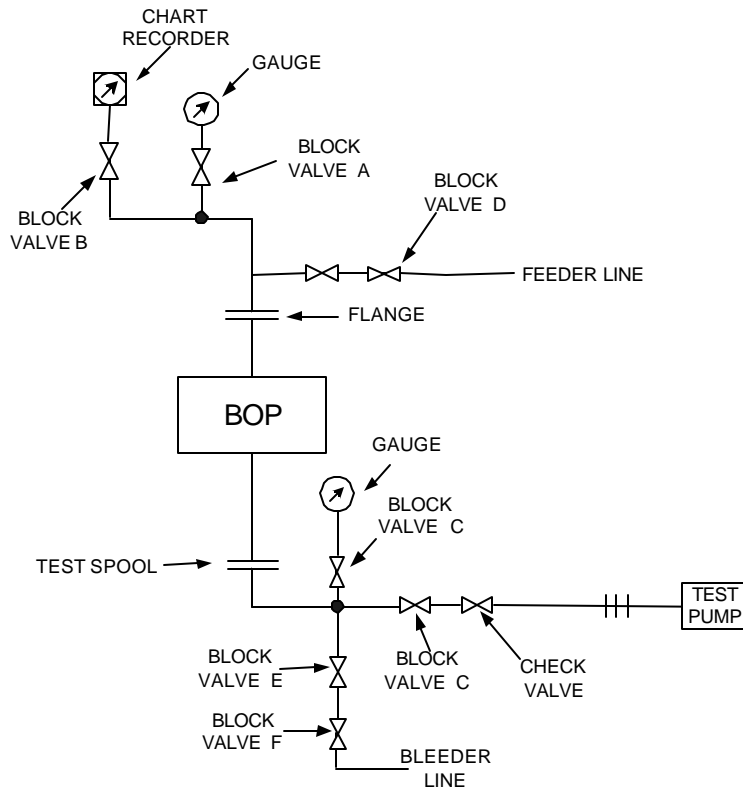 CHART
RECORDER
GAUGE
BLOCK
VALVE A
BLOCK
VALVE D
BLOCK
VALVE B
FEEDER LINE
FLANGE
BOP
GAUGE
BLOCK
VALVE C
TEST SPOOL
TEST
PUMP
BLOCK
VALVE E
BLOCK
VALVE C
CHECK
VALVE
BLOCK
VALVE F
BLEEDER
LINE